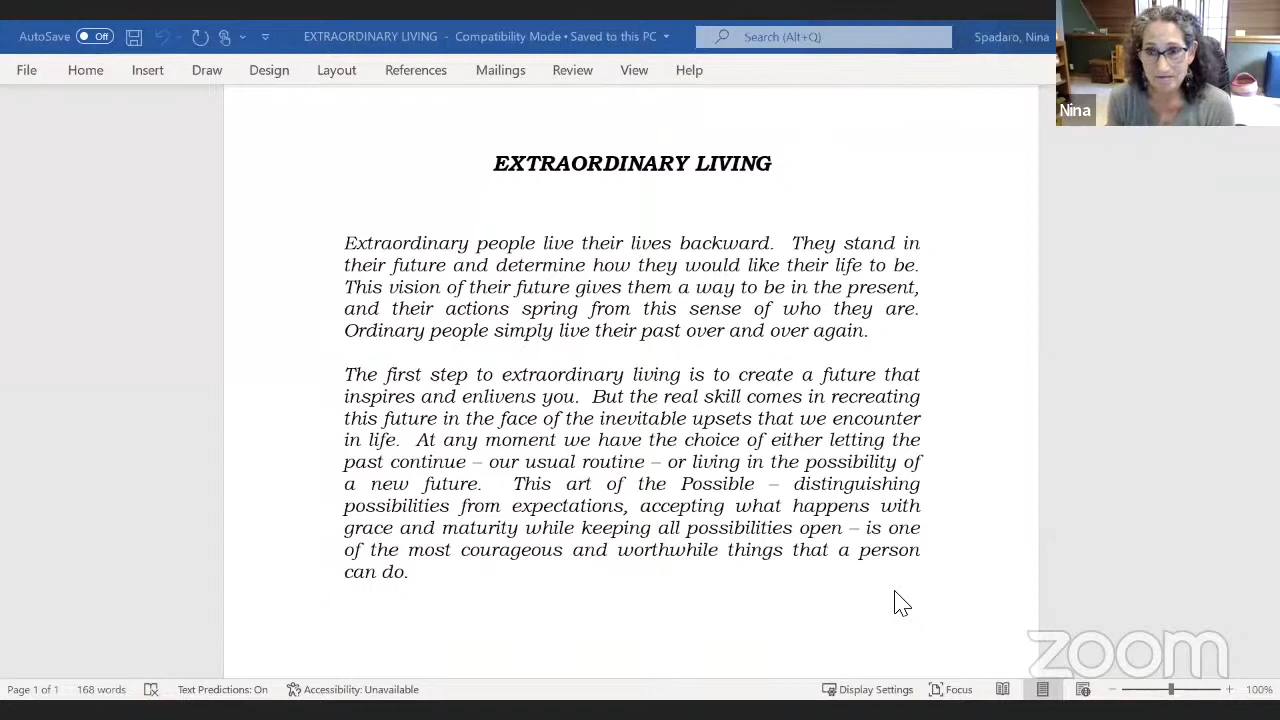 AutoSave Off EXTRAORDINARY LIVING - Compatibility Mode • Saved to this PC Search (Alt+Q) Spadaro, Nina
File Home Insert Draw Design Layout References Mailings Review View Help
Nina
EXTRAORDINARY LIVING
Extraordinary people live their lives backward. They stand in
their future and determine how they would like their life to be.
This vision of their future gives them a way to be in the present,
and their actions spring from this sense of who they are.
Ordinary people simply live their past over and over again.
The first step to extraordinary living is to create a future that
inspires and enlivens you. But the real skill comes in recreating
this future in the face of the inevitable upsets that we encounter
in life. At any moment we have the choice of either letting the
past continue – our usual routine – or living in the possibility of
a new future. This art of the Possible – distinguishing
possibilities from expectations, accepting what happens with
grace and maturity while keeping all possibilities open – is one
of the most courageous and worthwhile things that a person
can do.
zoom
Page 1 of 1 168 words Text Predictions: On Accessibility: Unavailable Display Settings Focus 100%